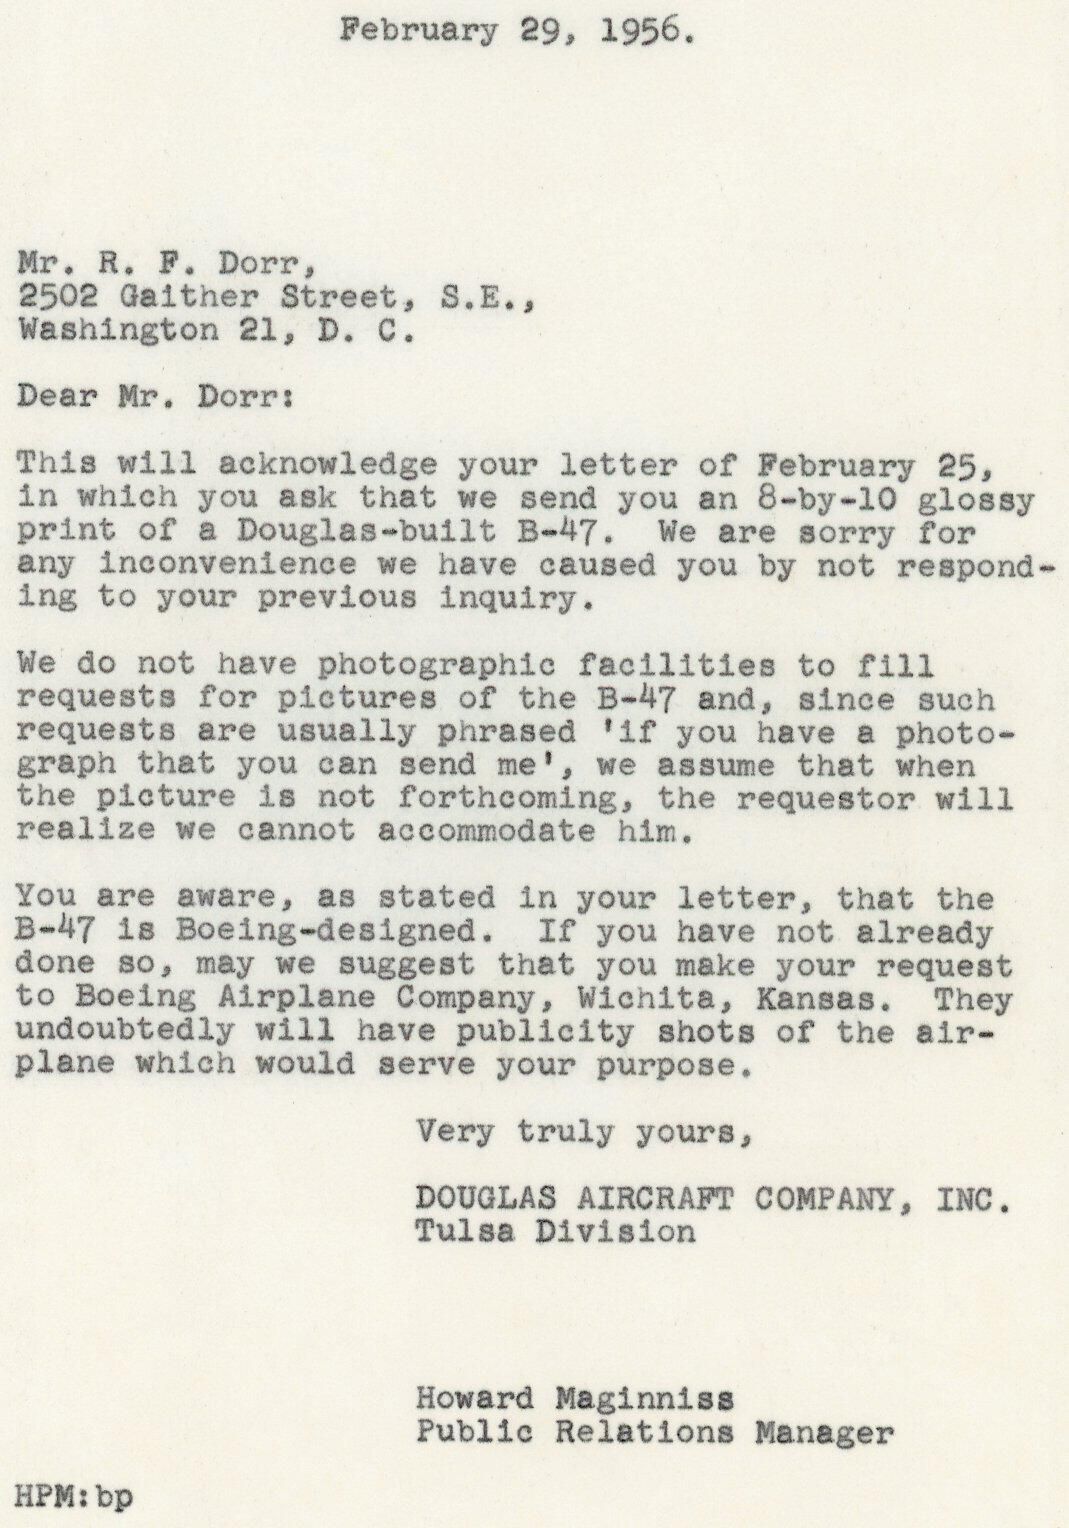 February 29, 1956.
Mr. R. F. Dorr,
2502 Gaither Street, S.E.,
Washington 21, D. C.
Dear Mr. Dorr:
This will acknowledge your letter of February 25,
in which you ask that we send you an 8-by-10 glossy
print of a Douglas-built B-47.  We are sorry for
any inconvenience we have caused you by not respond-
ing to your previous inquiry.
We do not have photographic facilities to fill
requests for pictures of the B-47 and, since such
requests are usually phrased 'if you have a photo-
graph that you can send me', we assume that when
the picture is not forthcoming, the requestor will
realize we cannot accommodate him.
You are aware, as stated in your letter, that the
B-47 is Boeing-designed.  If you have not already
done so, may we suggest that you make your request
to Boeing Airplane Company, Wichita, Kansas.  They
undoubtedly will have publicity shots of the air-
plane which would serve your purpose.
Very truly yours,
DOUGLAS AIRCRAFT COMPANY, INC.
Tulsa Division
Howard Maginniss
Public Relations Manager
HPM:bp